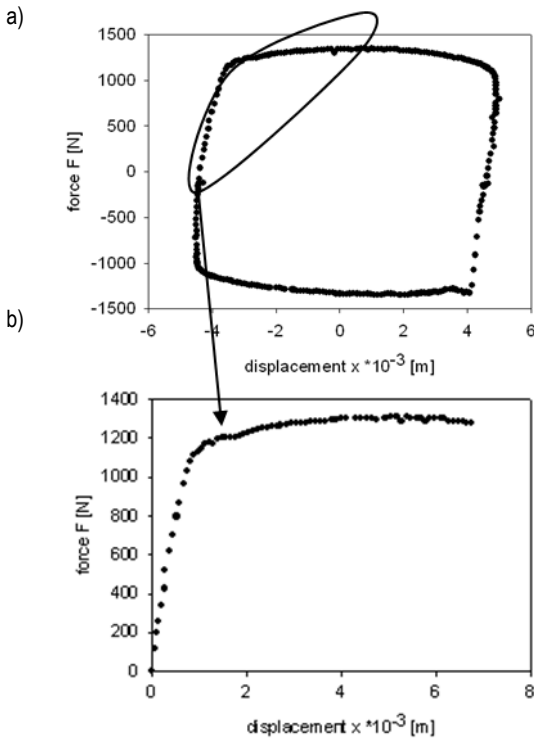 a)
1500
1000
500
0
-500
-1000
-1500
force F [N]
-6 -4 -2 0 2 4 6
displacement x *10⁻³ [m]
b)
1400
1200
1000
800
600
400
200
0
force F [N]
0 2 4 6 8
displacement x *10⁻³ [m]